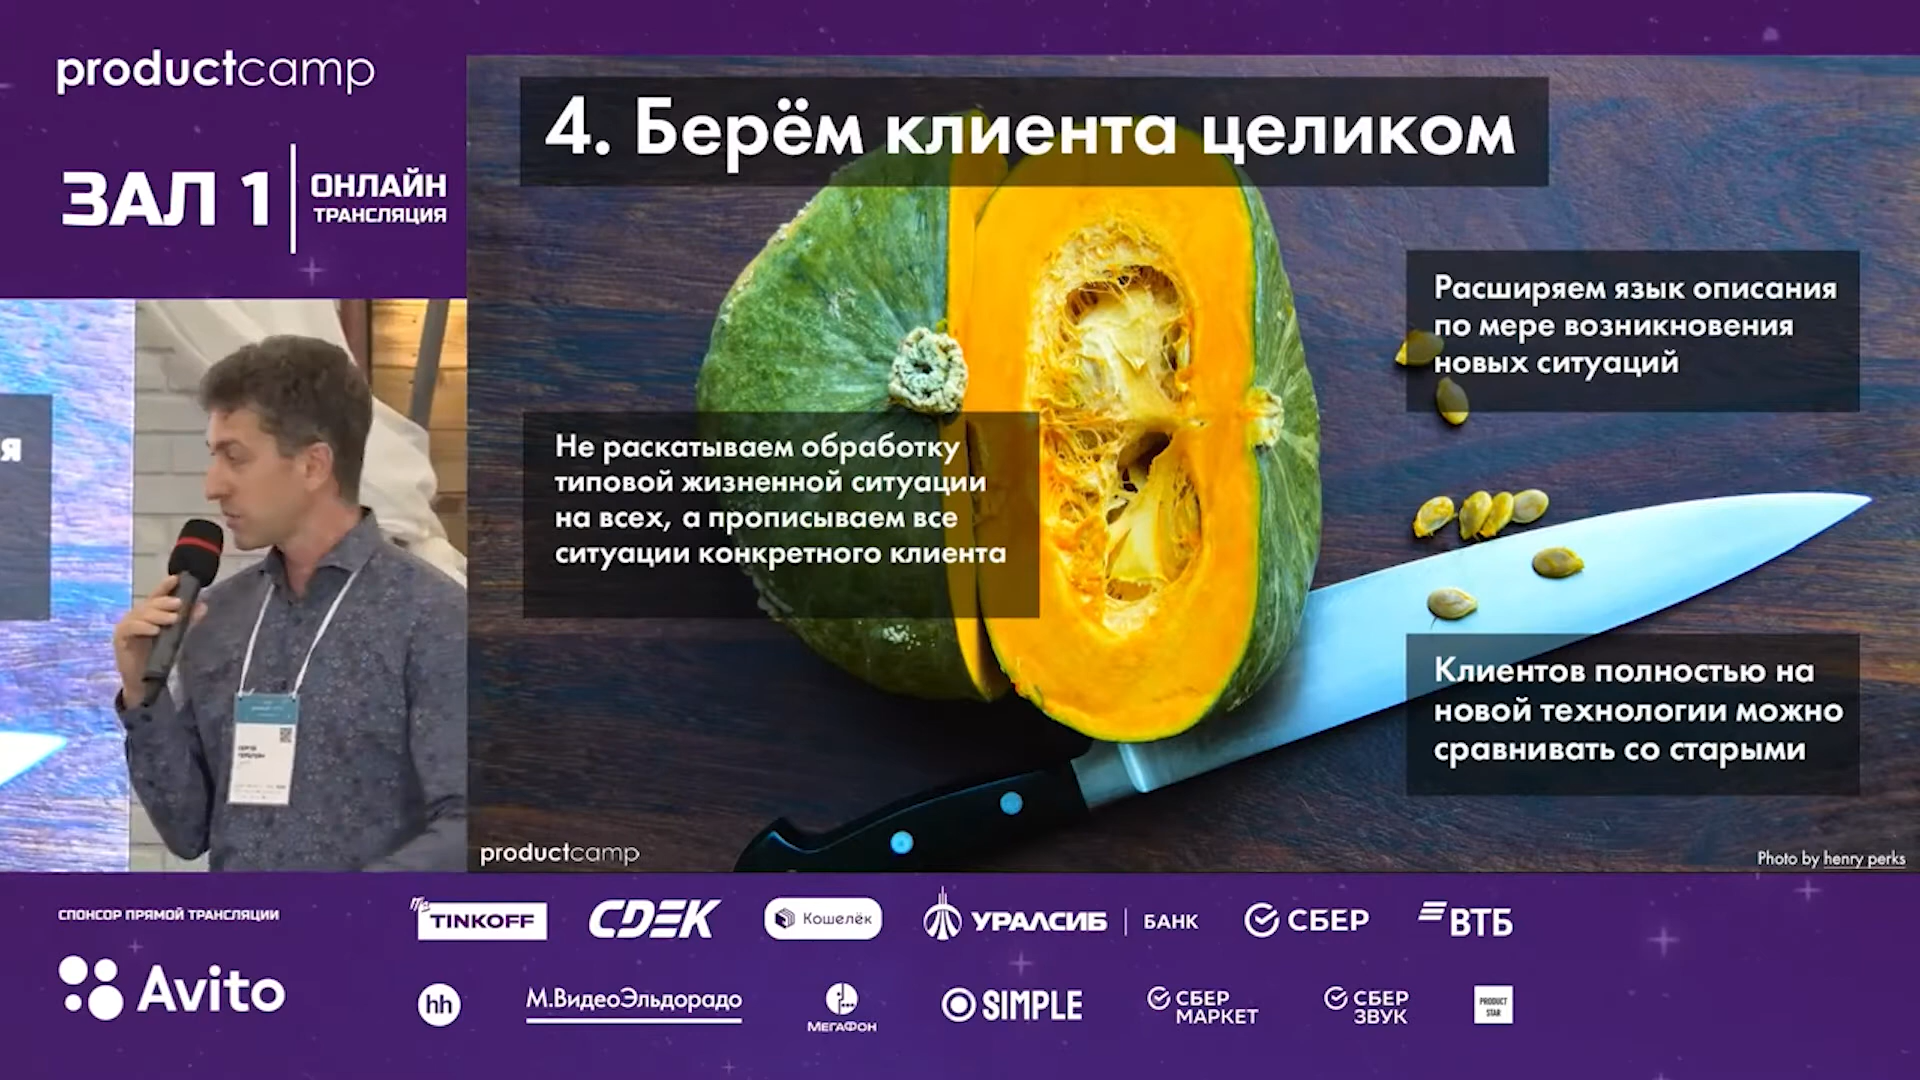 productcamp
ЗАЛ 1
ОНЛАЙН
ТРАНСЛЯЦИЯ
4. Берём клиента целиком
Расширяем язык описания
по мере возникновения
новых ситуаций
я
Не раскатываем обработку
типовой жизненной ситуации
на всех, а прописываем все
ситуации конкретного клиента
Клиентов полностью на
новой технологии можно
сравнивать со старыми
productcamp
Photo by henry perks
СПОНСОР ПРЯМОЙ ТРАНСЛЯЦИИ
Avito
TINKOFF
CDEK
Кошелёк
УРАЛСИБ | БАНК
СБЕР
ВТБ
hh
М.ВидеоЭльдорадо
МЕГАФОН
SIMPLE
СБЕР
МАРКЕТ
СБЕР
ЗВУК
PRODUCT
STAR